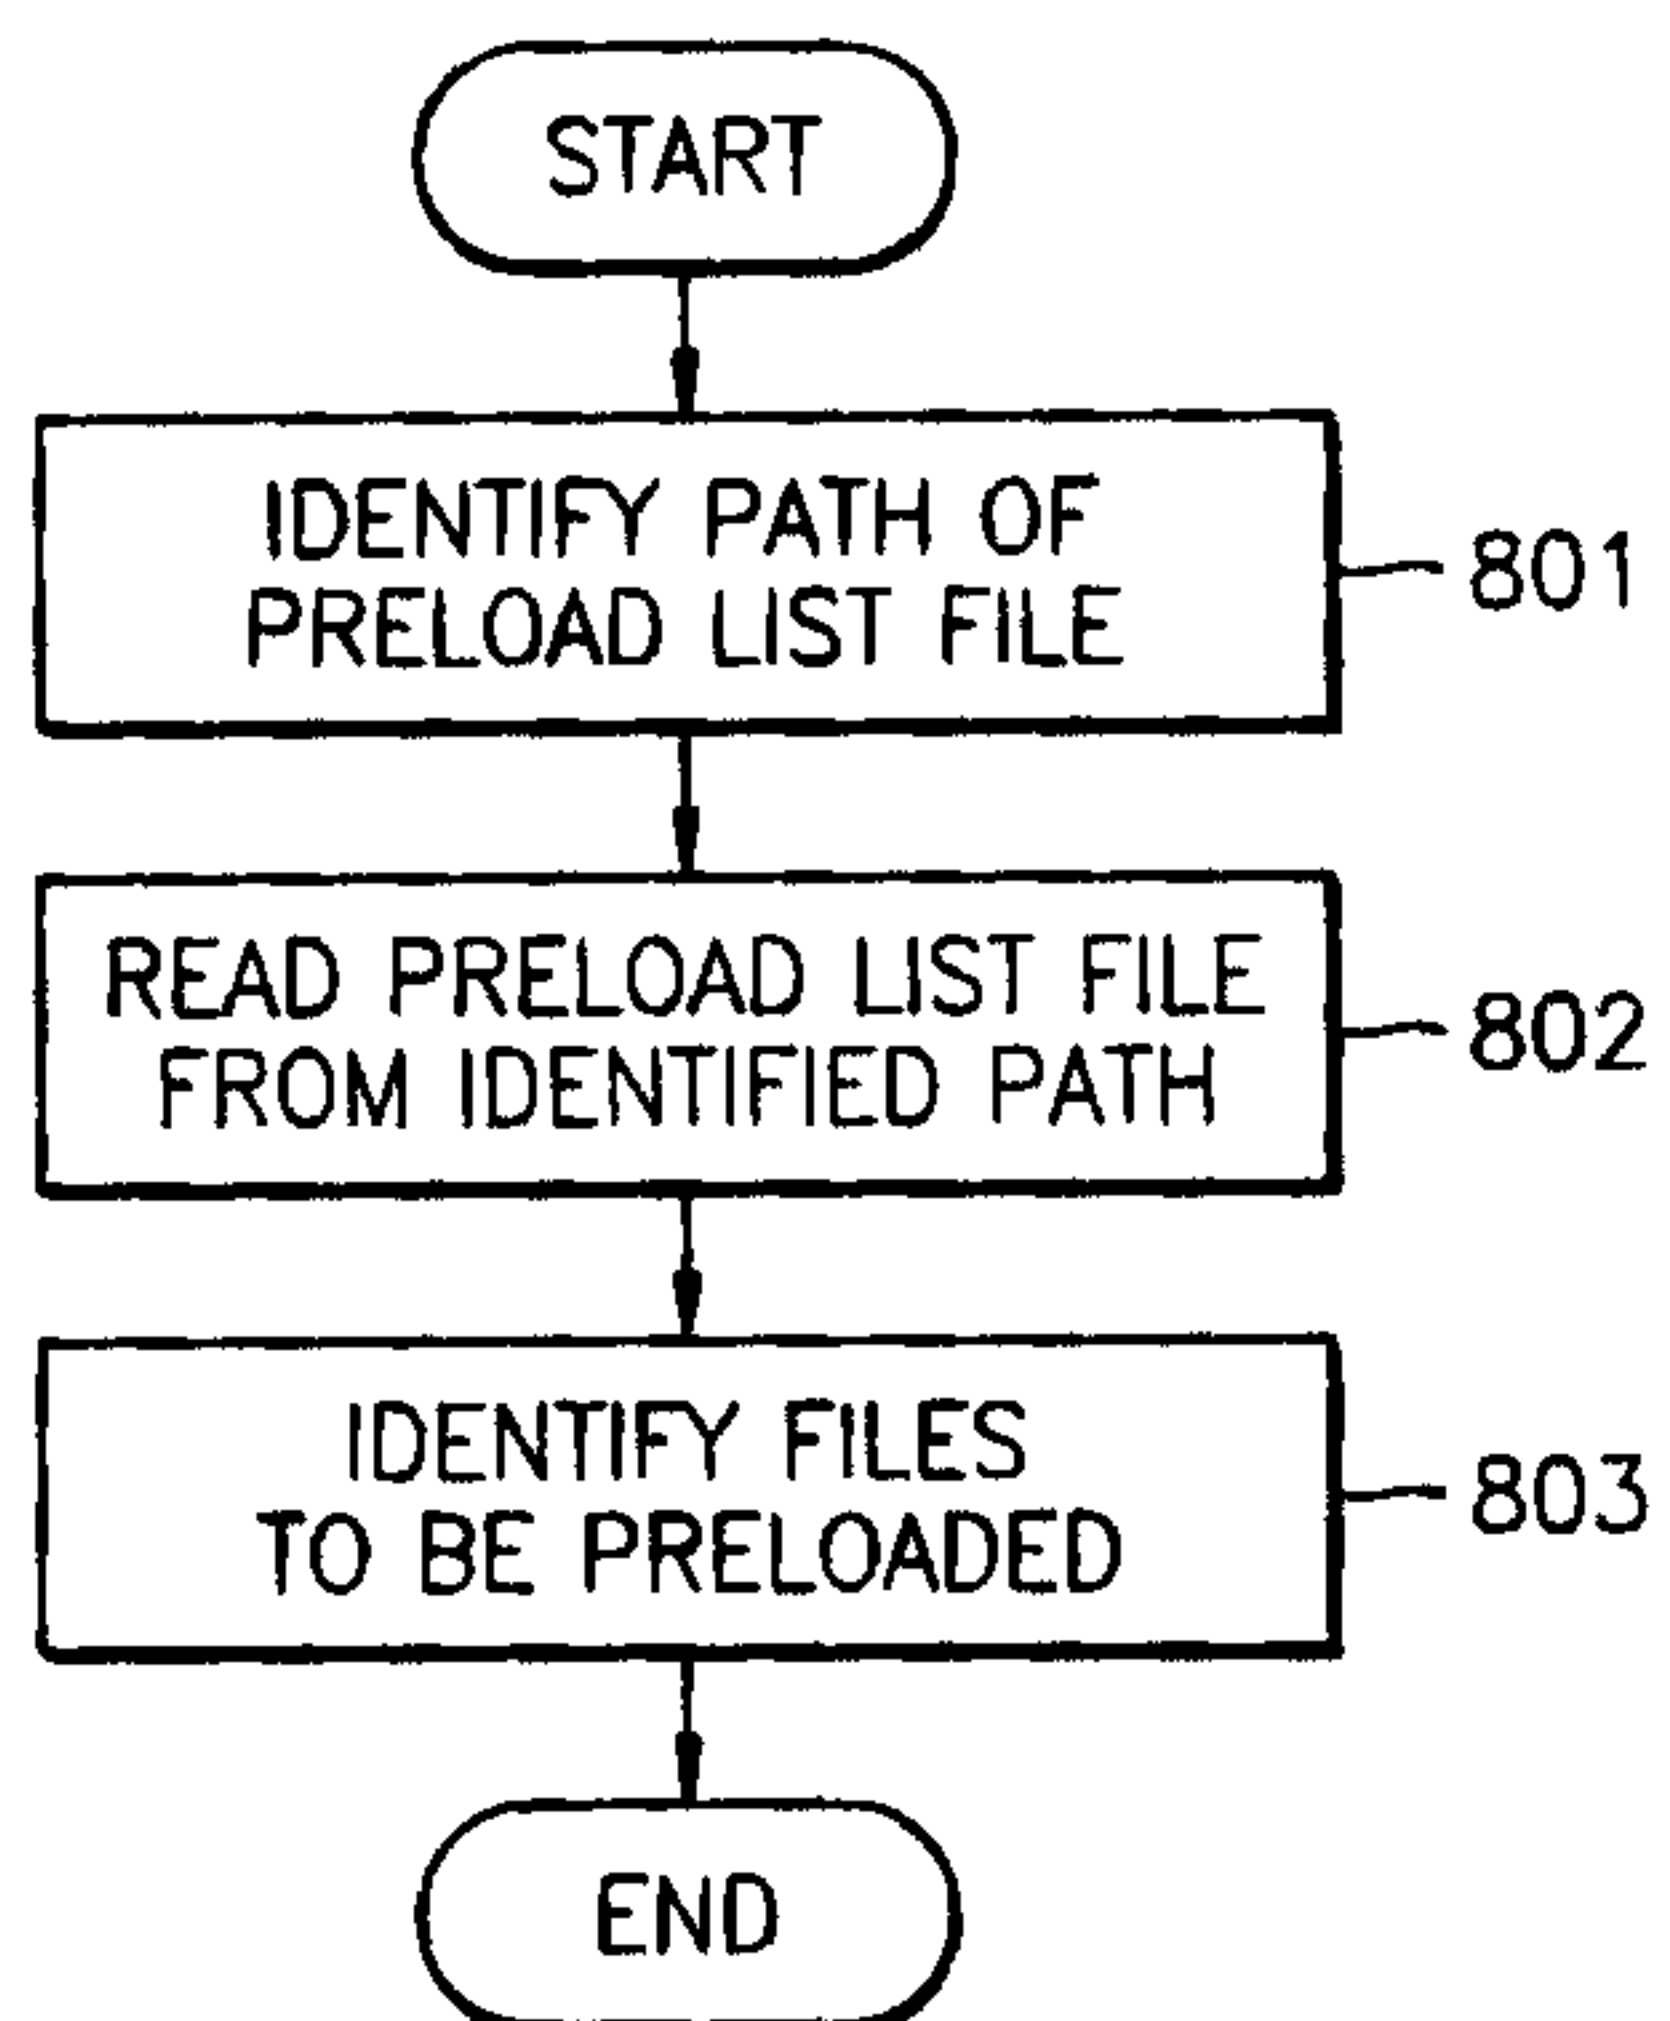 START
IDENTIFY PATH OF
PRELOAD LIST FILE
801
READ PRELOAD LIST FILE
FROM IDENTIFIED PATH
802
IDENTIFY FILES
TO BE PRELOADED
803
END